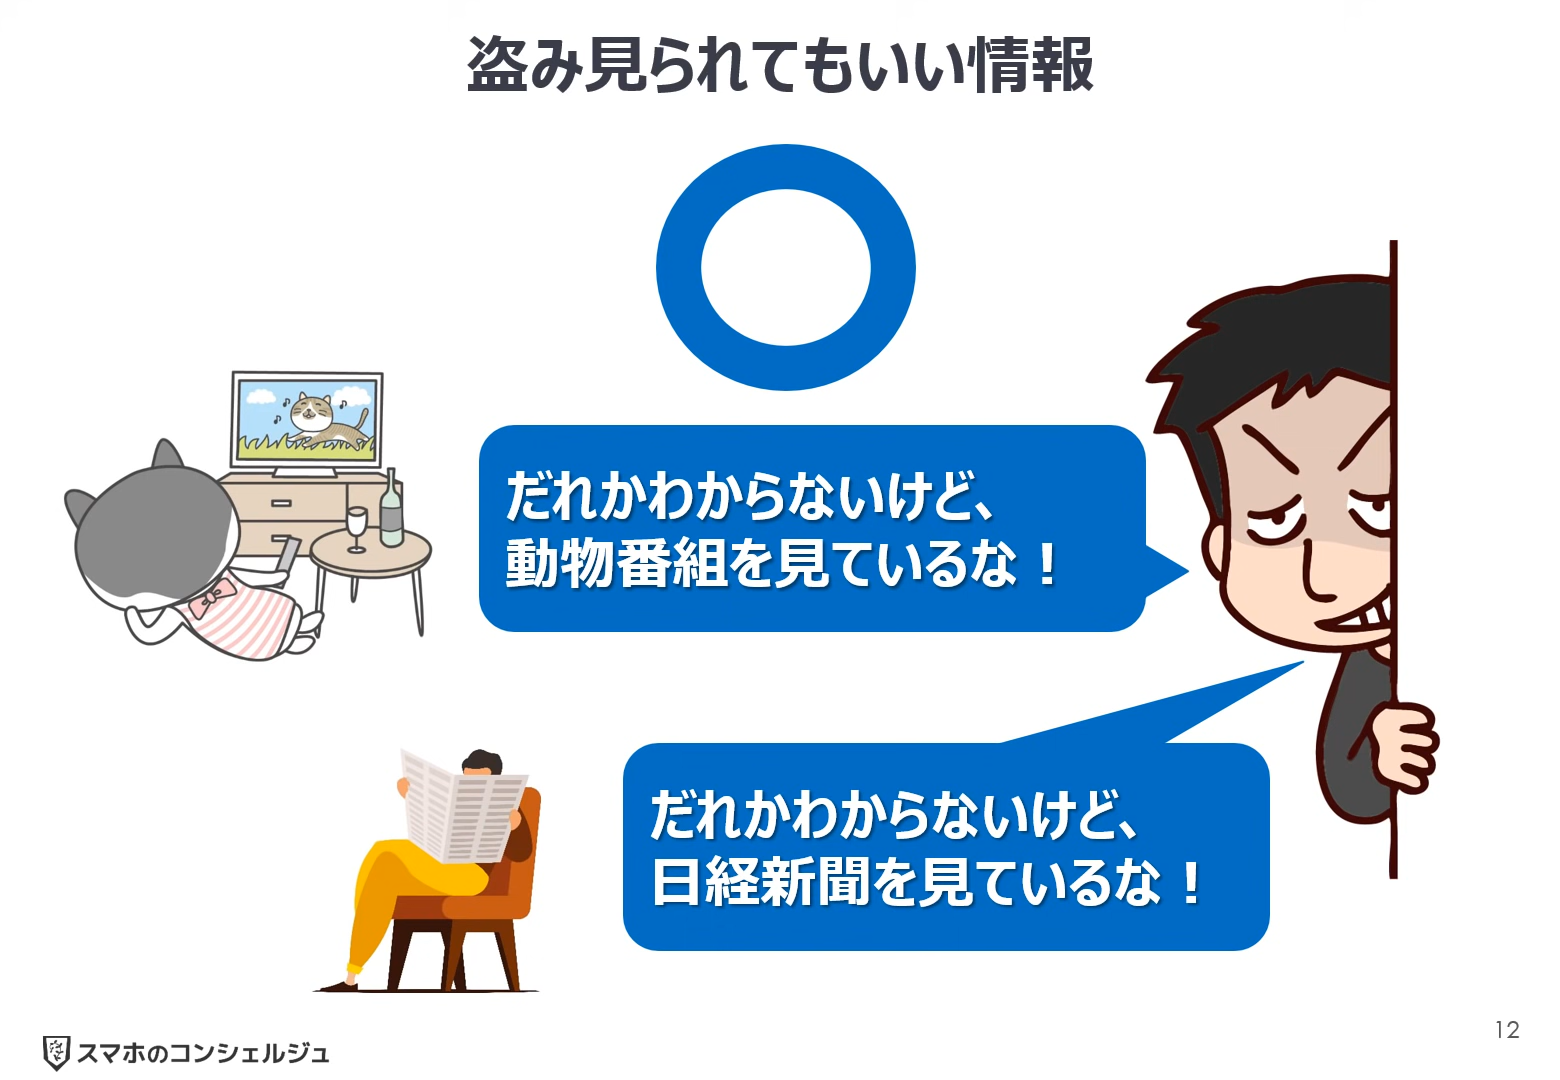 盗み見られてもいい情報
だれかわからないけど、
動物番組を見ているな！
だれかわからないけど、
日経新聞を見ているな！
スマホのコンシェルジュ
12